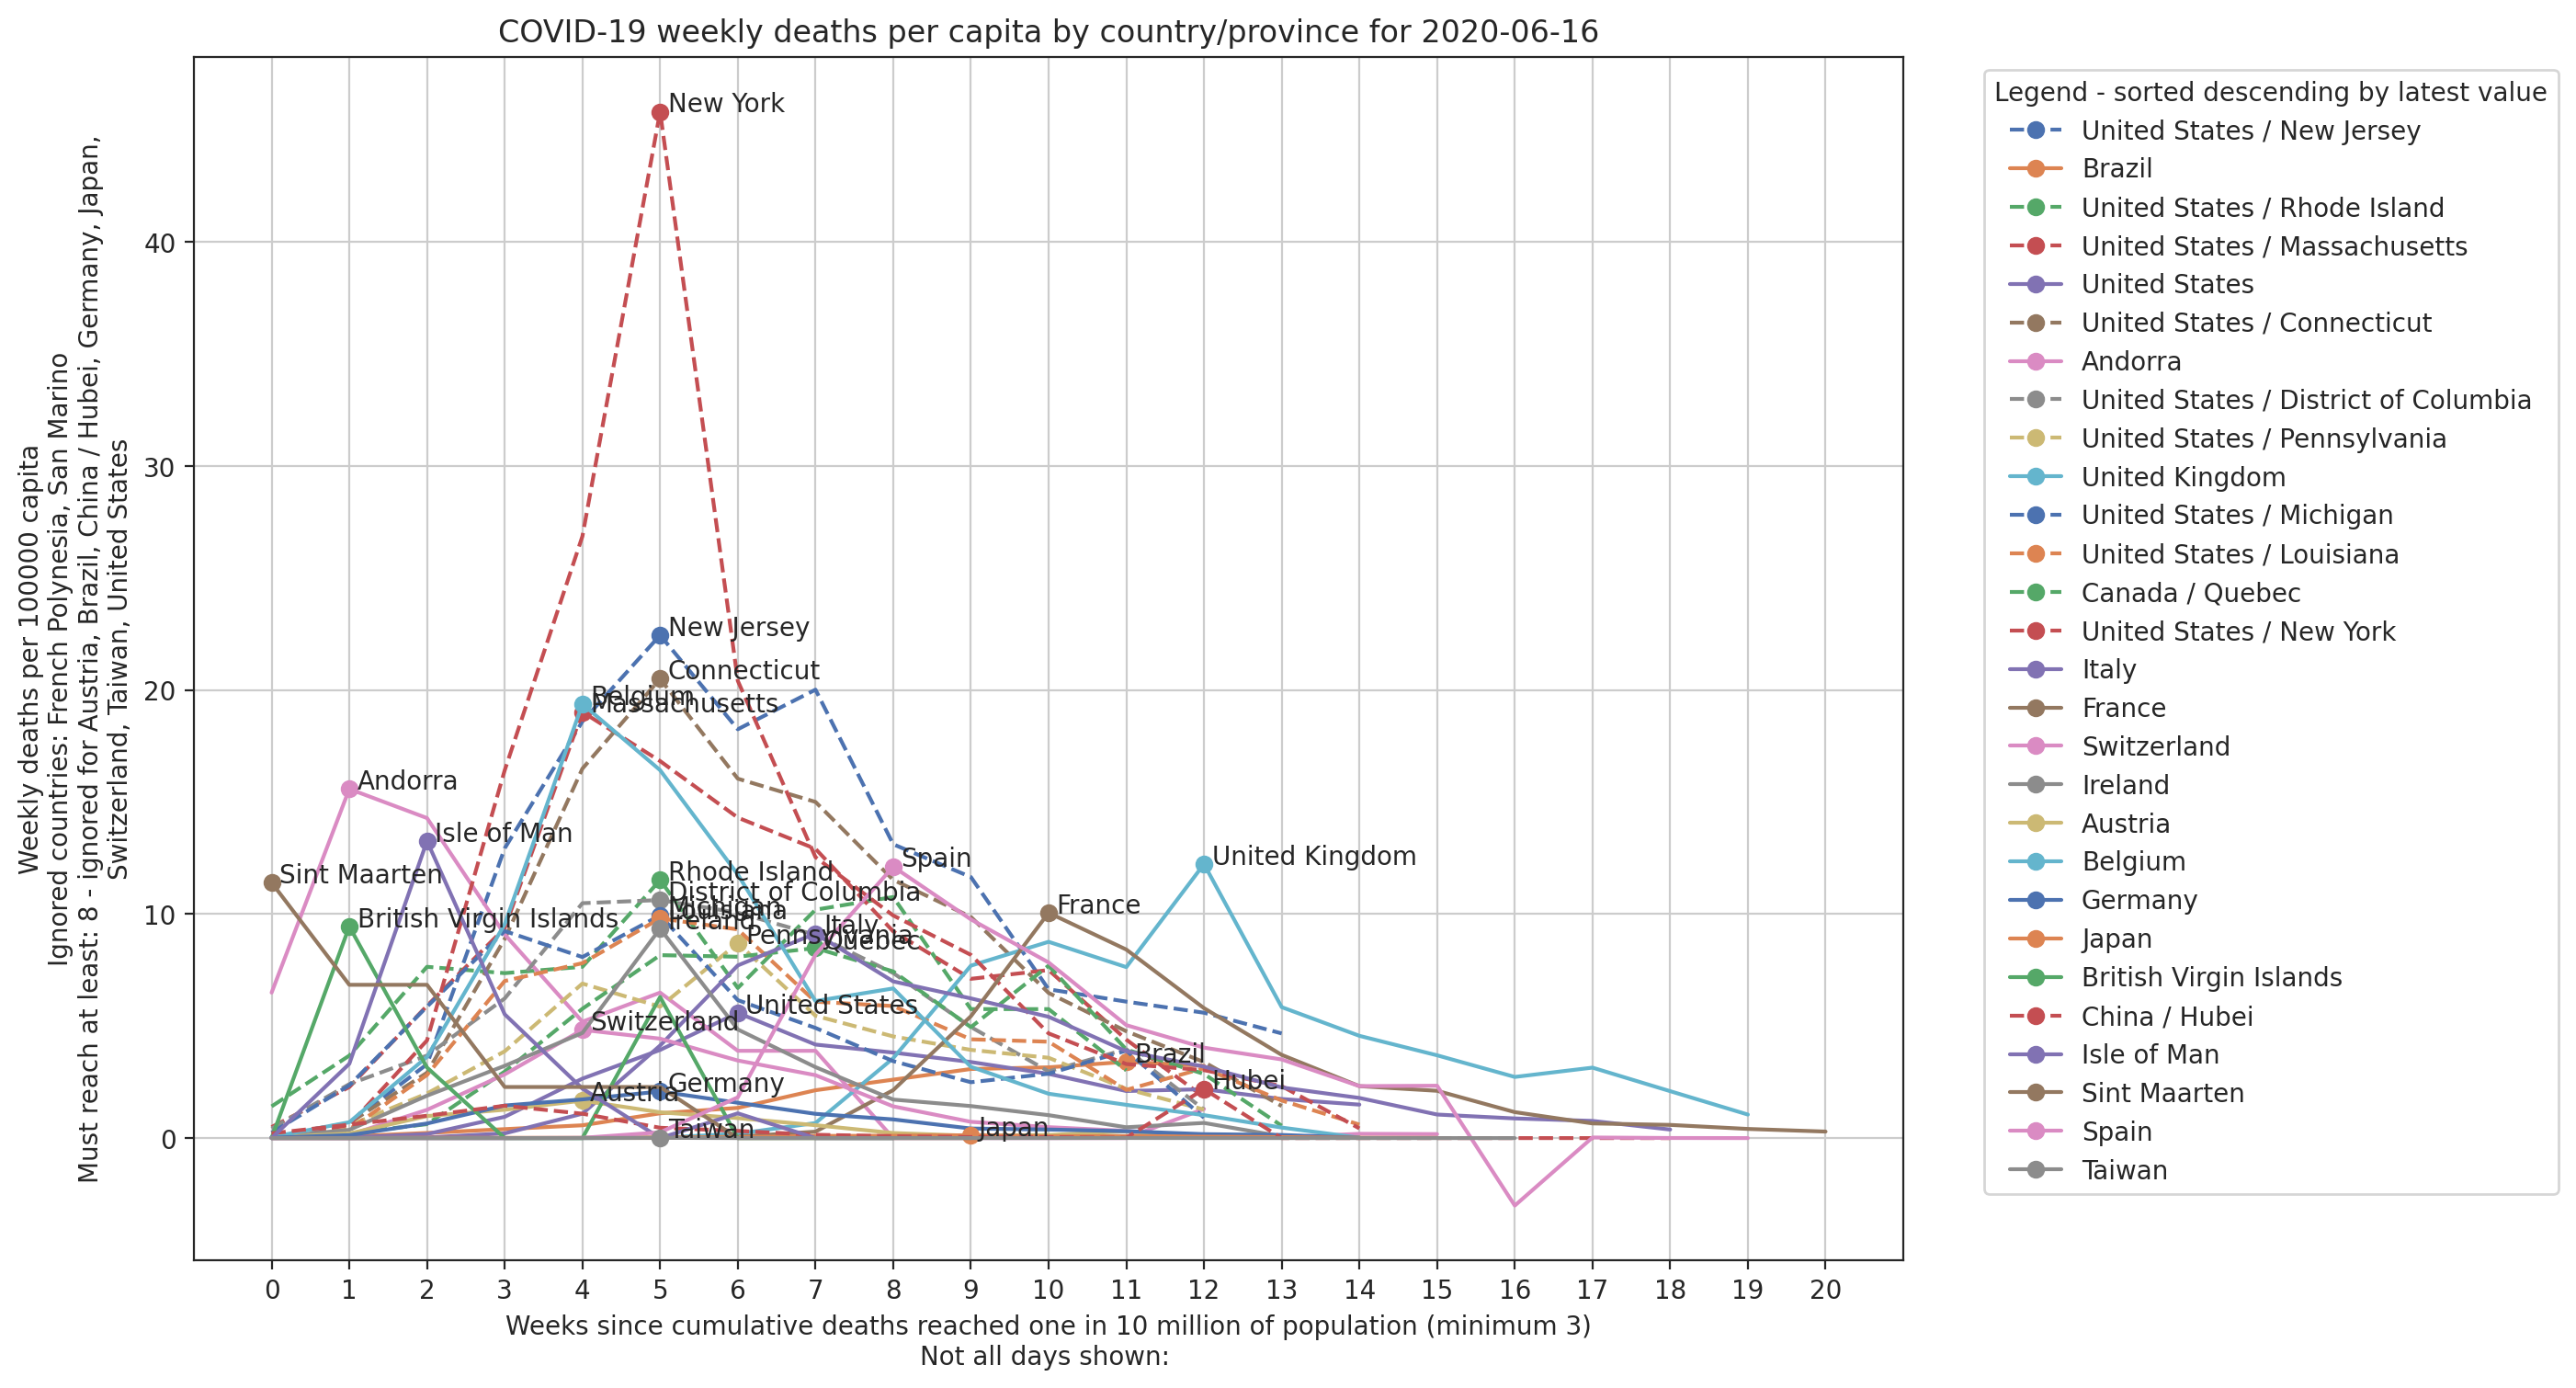 COVID-19 weekly deaths per capita by country/province for 2020-06-16
Weekly deaths per 100000 capita
Ignored countries: French Polynesia, San Marino
Must reach at least: 8 - ignored for Austria, Brazil, China / Hubei, Germany, Japan,
Switzerland, Taiwan, United States
40
30
20
10
0
New York
New Jersey
Connecticut
Belgium
Massachusetts
Andorra
Isle of Man
Sint Maarten
British Virgin Islands
Rhode Island
District of Columbia
Michigan
Louisiana
Ireland
Spain
Italy
Pennsylvania
Quebec
France
United Kingdom
United States
Switzerland
Brazil
Germany
Austria
Hubei
Taiwan
Japan
0 1 2 3 4 5 6 7 8 9 10 11 12 13 14 15 16 17 18 19 20
Weeks since cumulative deaths reached one in 10 million of population (minimum 3)
Not all days shown:
Legend - sorted descending by latest value
United States / New Jersey
Brazil
United States / Rhode Island
United States / Massachusetts
United States
United States / Connecticut
Andorra
United States / District of Columbia
United States / Pennsylvania
United Kingdom
United States / Michigan
United States / Louisiana
Canada / Quebec
United States / New York
Italy
France
Switzerland
Ireland
Austria
Belgium
Germany
Japan
British Virgin Islands
China / Hubei
Isle of Man
Sint Maarten
Spain
Taiwan